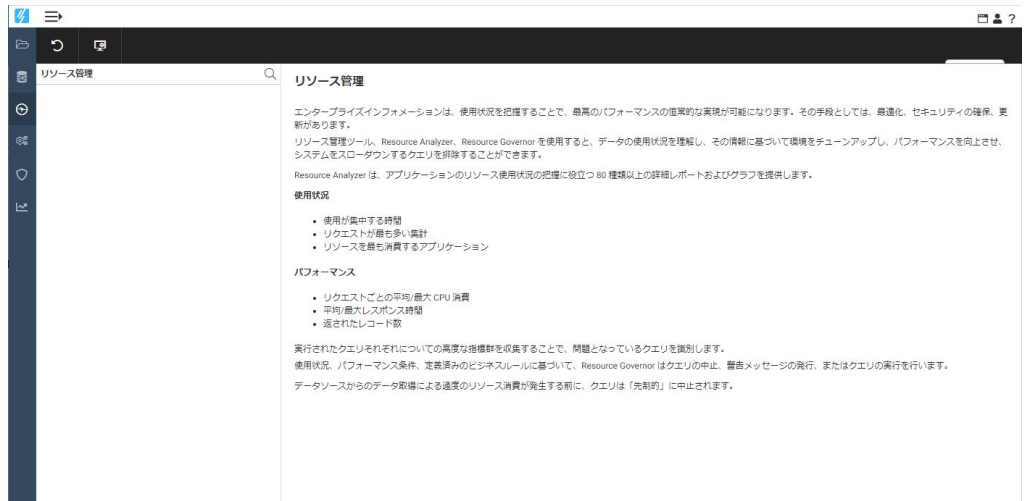 ?
リソース管理
リソース管理
エンタープライズインフォメーションは、使用状況を把握することで、最高のパフォーマンスの恒常的な実現が可能になります。その手段としては、最適化、セキュリティの確保、更
新があります。
リソース管理ツール、Resource Analyzer、Resource Governor を使用すると、データの使用状況を理解し、その情報に基づいて環境をチューンアップし、パフォーマンスを向上させ、
システムをスローダウンするクエリを排除することができます。
Resource Analyzer は、アプリケーションのリソース使用状況の把握に役立つ 80 種類以上の詳細レポートおよびグラフを提供します。
使用状況
• 使用が集中する時間
• リクエストが最も多い集計
• リソースを最も消費するアプリケーション
パフォーマンス
• リクエストごとの平均/最大 CPU 消費
• 平均/最大レスポンス時間
• 返されたレコード数
実行されたクエリそれぞれについての高度な指標群を収集することで、問題となっているクエリを識別します。
使用状況、パフォーマンス条件、定義済みのビジネスルールに基づいて、Resource Governor はクエリの中止、警告メッセージの発行、またはクエリの実行を行います。
データソースからのデータ取得による過度のリソース消費が発生する前に、クエリは「先制的」に中止されます。